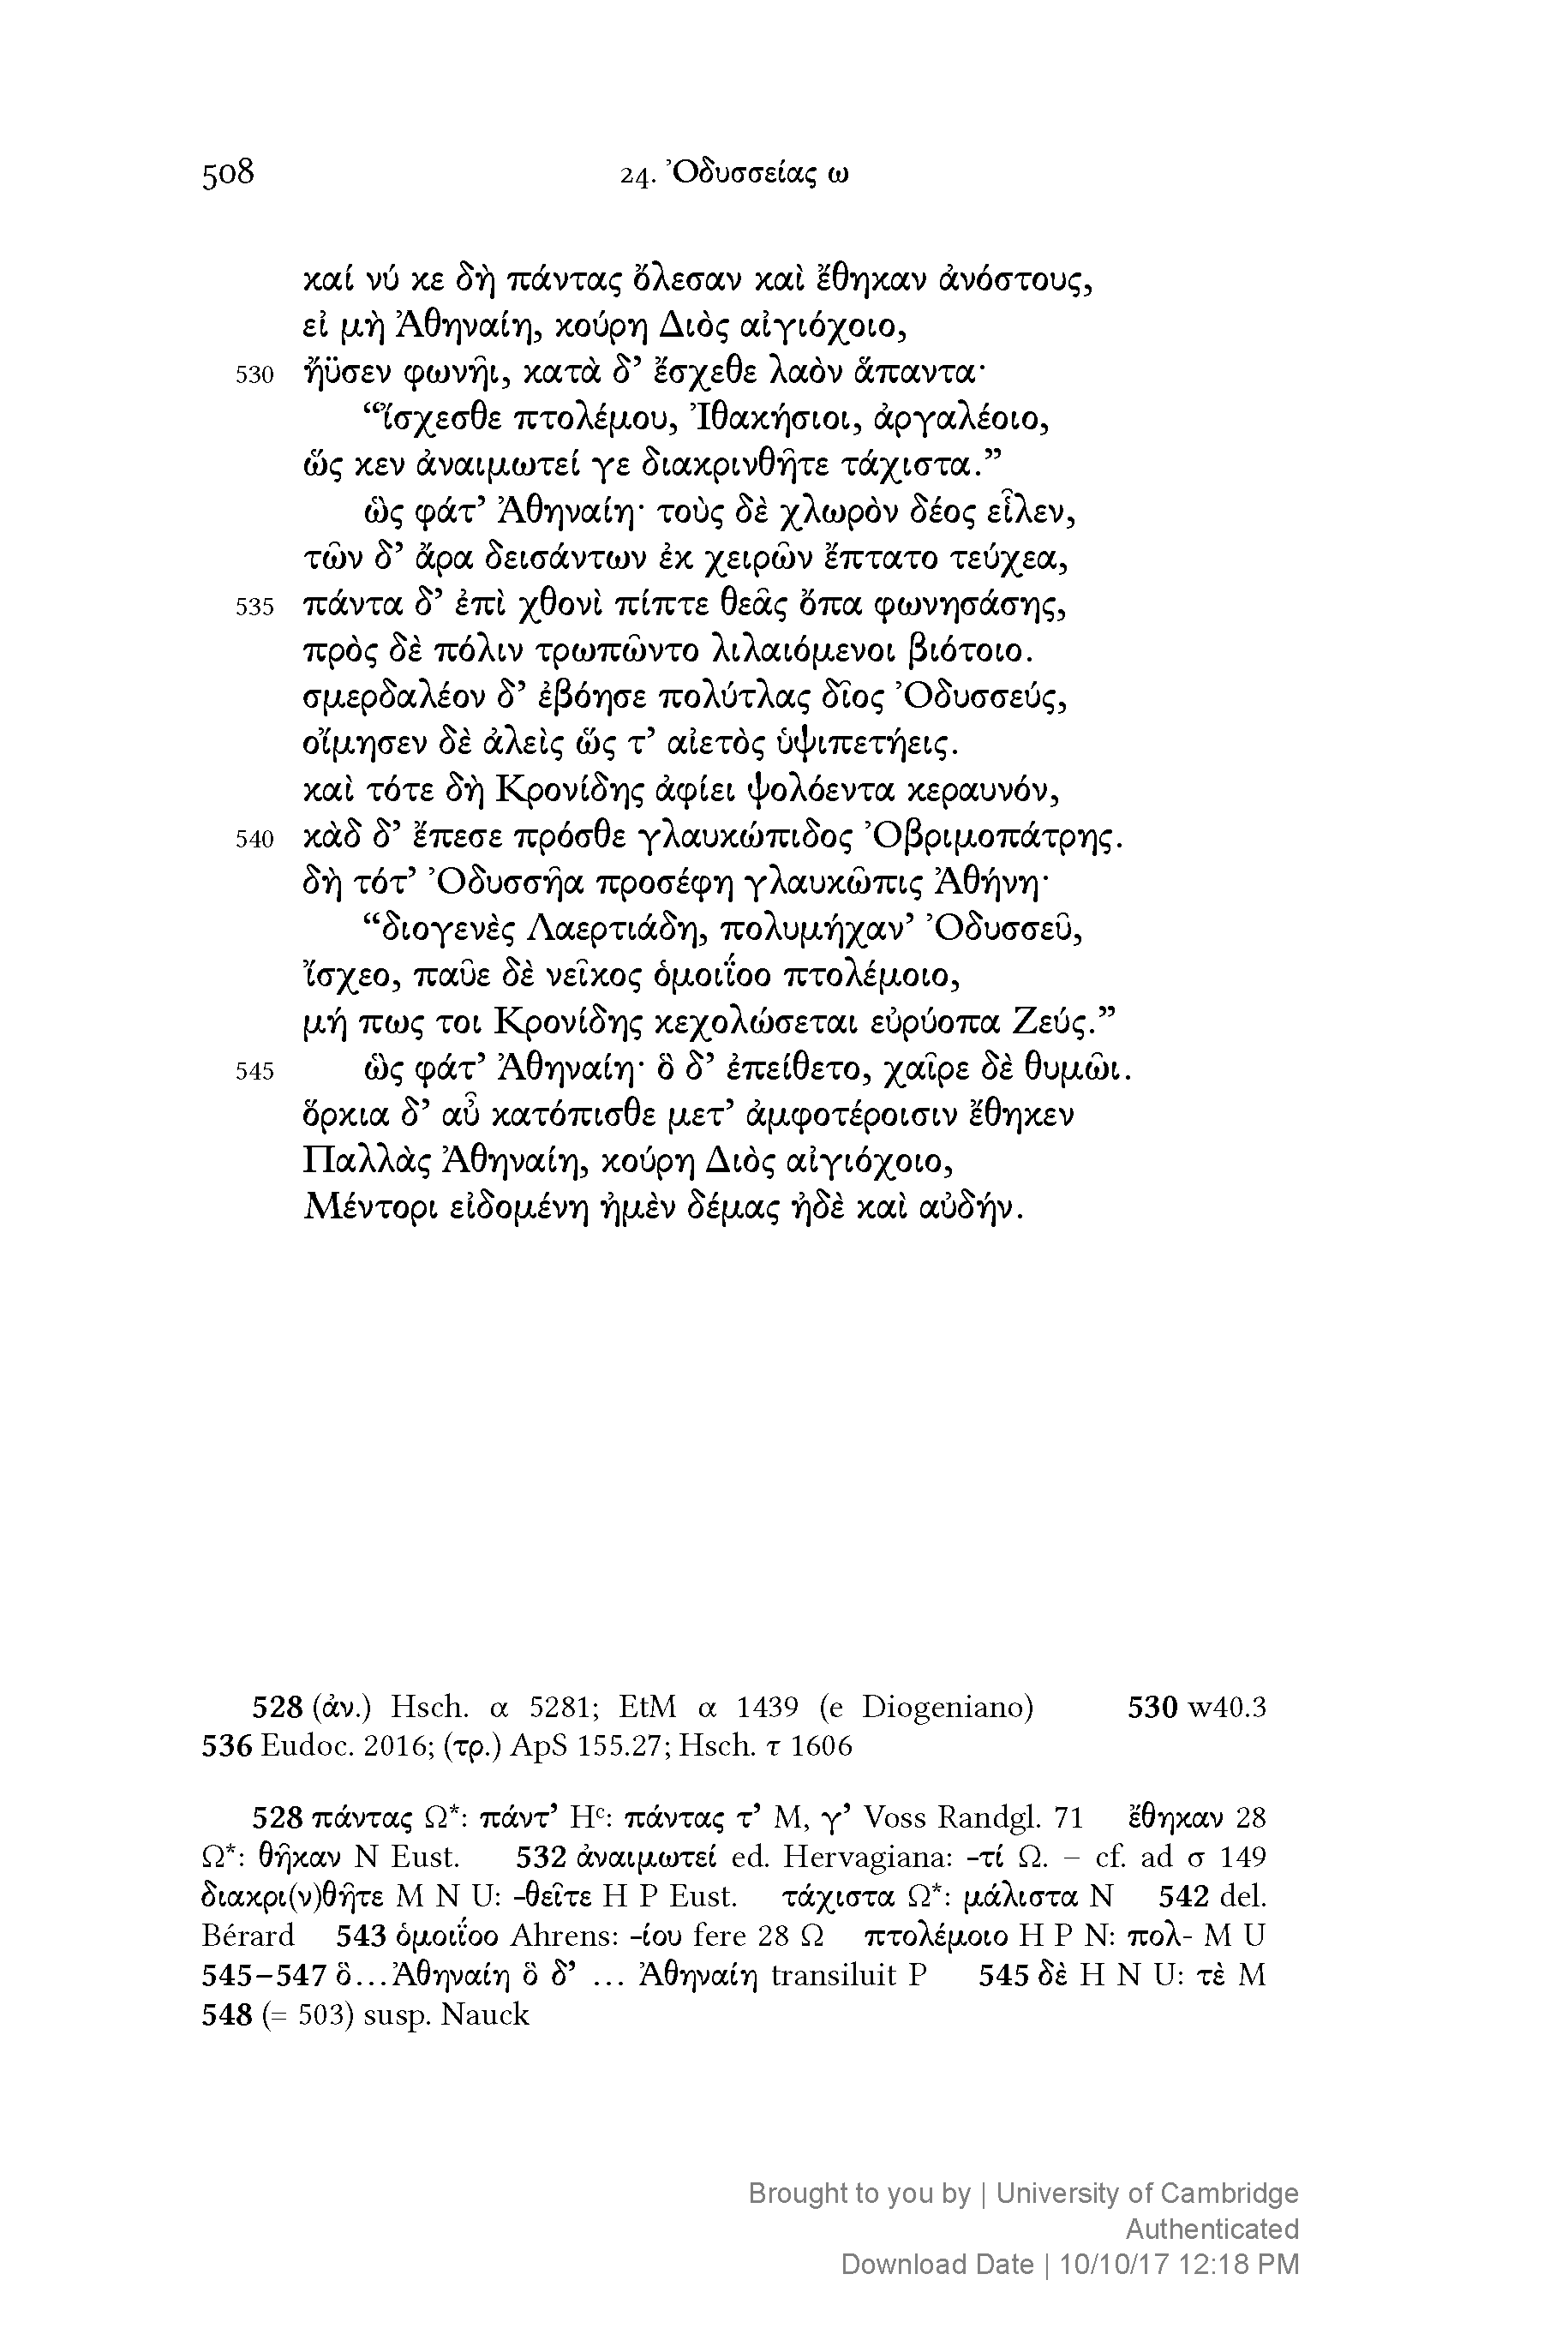 508 24. Ὀδυσσείας ω
καί νύ κε δὴ πάντας ὄλεσαν καὶ ἔθηκαν ἀνόστους,
εἰ μὴ Ἀθηναίη, κούρη Διὸς αἰγιόχοιο,
530 ἤϋσεν φωνῆι, κατὰ δ’ ἔσχεθε λαὸν ἅπαντα·
“ἴσχεσθε πτολέμου, Ἰθακήσιοι, ἀργαλέοιο,
ὥς κεν ἀναιμωτεί γε διακρινθῆτε τάχιστα.”
ὣς φάτ’ Ἀθηναίη· τοὺς δὲ χλωρὸν δέος εἷλεν,
τῶν δ’ ἄρα δεισάντων ἐκ χειρῶν ἔπτατο τεύχεα,
535 πάντα δ’ ἐπὶ χθονὶ πίπτε θεᾶς ὄπα φωνησάσης,
πρὸς δὲ πόλιν τρωπῶντο λιλαιόμενοι βιότοιο.
σμερδαλέον δ’ ἐβόησε πολύτλας δῖος Ὀδυσσεύς,
οἴμησεν δὲ ἀλεὶς ὥς τ’ αἰετὸς ὑψιπετήεις.
καὶ τότε δὴ Κρονίδης ἀφίει ψολόεντα κεραυνόν,
540 κὰδ δ’ ἔπεσε πρόσθε γλαυκώπιδος Ὀβριμοπάτρης.
δὴ τότ’ Ὀδυσσῆα προσέφη γλαυκῶπις Ἀθήνη·
“διογενὲς Λαερτιάδη, πολυμήχαν’ Ὀδυσσεῦ,
ἴσχεο, παῦε δὲ νεῖκος ὁμοιΐοο πτολέμοιο,
μή πως τοι Κρονίδης κεχολώσεται εὐρύοπα Ζεύς.”
545 ὣς φάτ’ Ἀθηναίη· ὃ δ’ ἐπείθετο, χαῖρε δὲ θυμῶι.
ὅρκια δ’ αὖ κατόπισθε μετ’ ἀμφοτέροισιν ἔθηκεν
Παλλὰς Ἀθηναίη, κούρη Διὸς αἰγιόχοιο,
Μέντορι εἰδομένη ἠμὲν δέμας ἠδὲ καὶ αὐδήν.
528 (ἀν.) Hsch. α 5281; EtM α 1439 (e Diogeniano) 530 w40.3
536 Eudoc. 2016; (τρ.) ApS 155.27; Hsch. τ 1606
528 πάντας Ω*: πάντ’ Hᶜ: πάντας τ’ M, γ’ Voss Randgl. 71 ἔθηκαν 28
Ω*: θῆκαν N Eust. 532 ἀναιμωτεί ed. Hervagiana: -τί Ω. – cf. ad σ 149
διακρι(ν)θῆτε M N U: -θεῖτε H P Eust. τάχιστα Ω*: μάλιστα N 542 del.
Bérard 543 ὁμοιΐοο Ahrens: -ίου fere 28 Ω πτολέμοιο H P N: πολ- M U
545–547 ὃ...Ἀθηναίη ὃ δ’ ... Ἀθηναίη transiluit P 545 δὲ H N U: τὲ M
548 (= 503) susp. Nauck
Brought to you by | University of Cambridge
Authenticated
Download Date | 10/10/17 12:18 PM